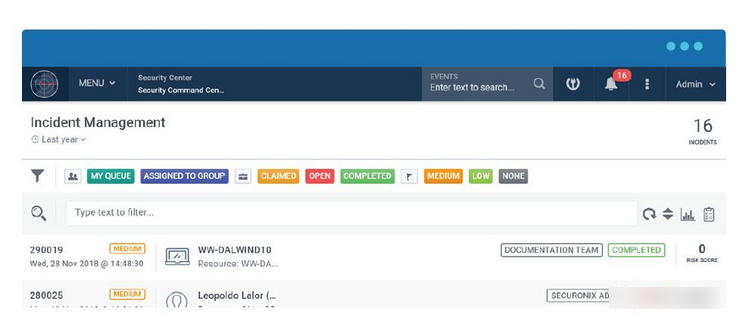 MENU
Security Center
Security Command Cen...
EVENTS
Enter text to search...
16
Admin
Incident Management
Last year
16
INCIDENTS
MY QUEUE ASSIGNED TO GROUP CLAIMED OPEN COMPLETED MEDIUM LOW NONE
Type text to filter...
290019 MEDIUM WW-DALWIND10 DOCUMENTATION TEAM COMPLETED 0
Wed, 28 Nov 2018 @ 14:48:30 Resource: WW-DA... RISK SCORE
280025 MEDIUM Leopoldo Lalor (... SECURONIX AD